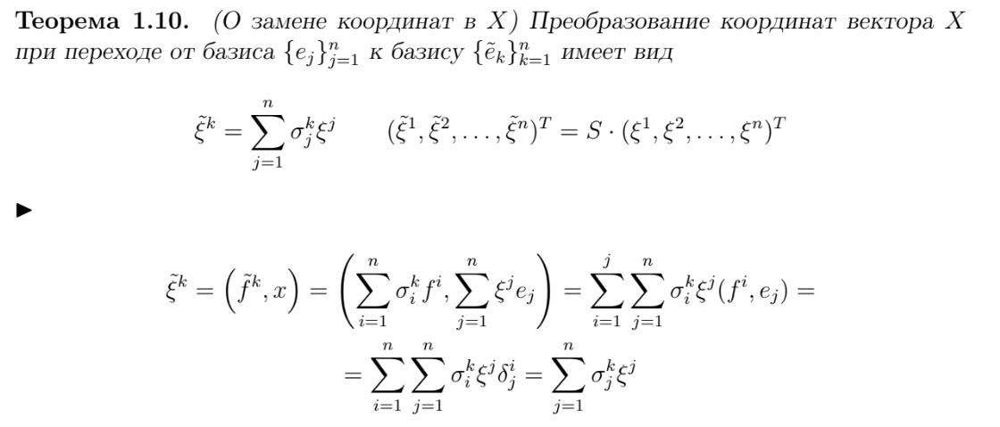 Теорема 1.10. (О замене координат в X) Преобразование координат вектора X
при переходе от базиса $\{e_j\}_{j=1}^n$ к базису $\{\tilde{e}_k\}_{k=1}^n$ имеет вид
$\tilde{\xi}^k = \sum_{j=1}^{n} \sigma_j^k \xi^j \qquad (\tilde{\xi}^1, \tilde{\xi}^2, \ldots, \tilde{\xi}^n)^T = S \cdot (\xi^1, \xi^2, \ldots, \xi^n)^T$
▶
$\tilde{\xi}^k = \left(\tilde{f}^k, x\right) = \left(\sum_{i=1}^{n} \sigma_i^k f^i, \sum_{j=1}^{n} \xi^j e_j\right) = \sum_{i=1}^{j} \sum_{j=1}^{n} \sigma_i^k \xi^j (f^i, e_j) =$
$= \sum_{i=1}^{n} \sum_{j=1}^{n} \sigma_i^k \xi^j \delta_j^i = \sum_{j=1}^{n} \sigma_j^k \xi^j$